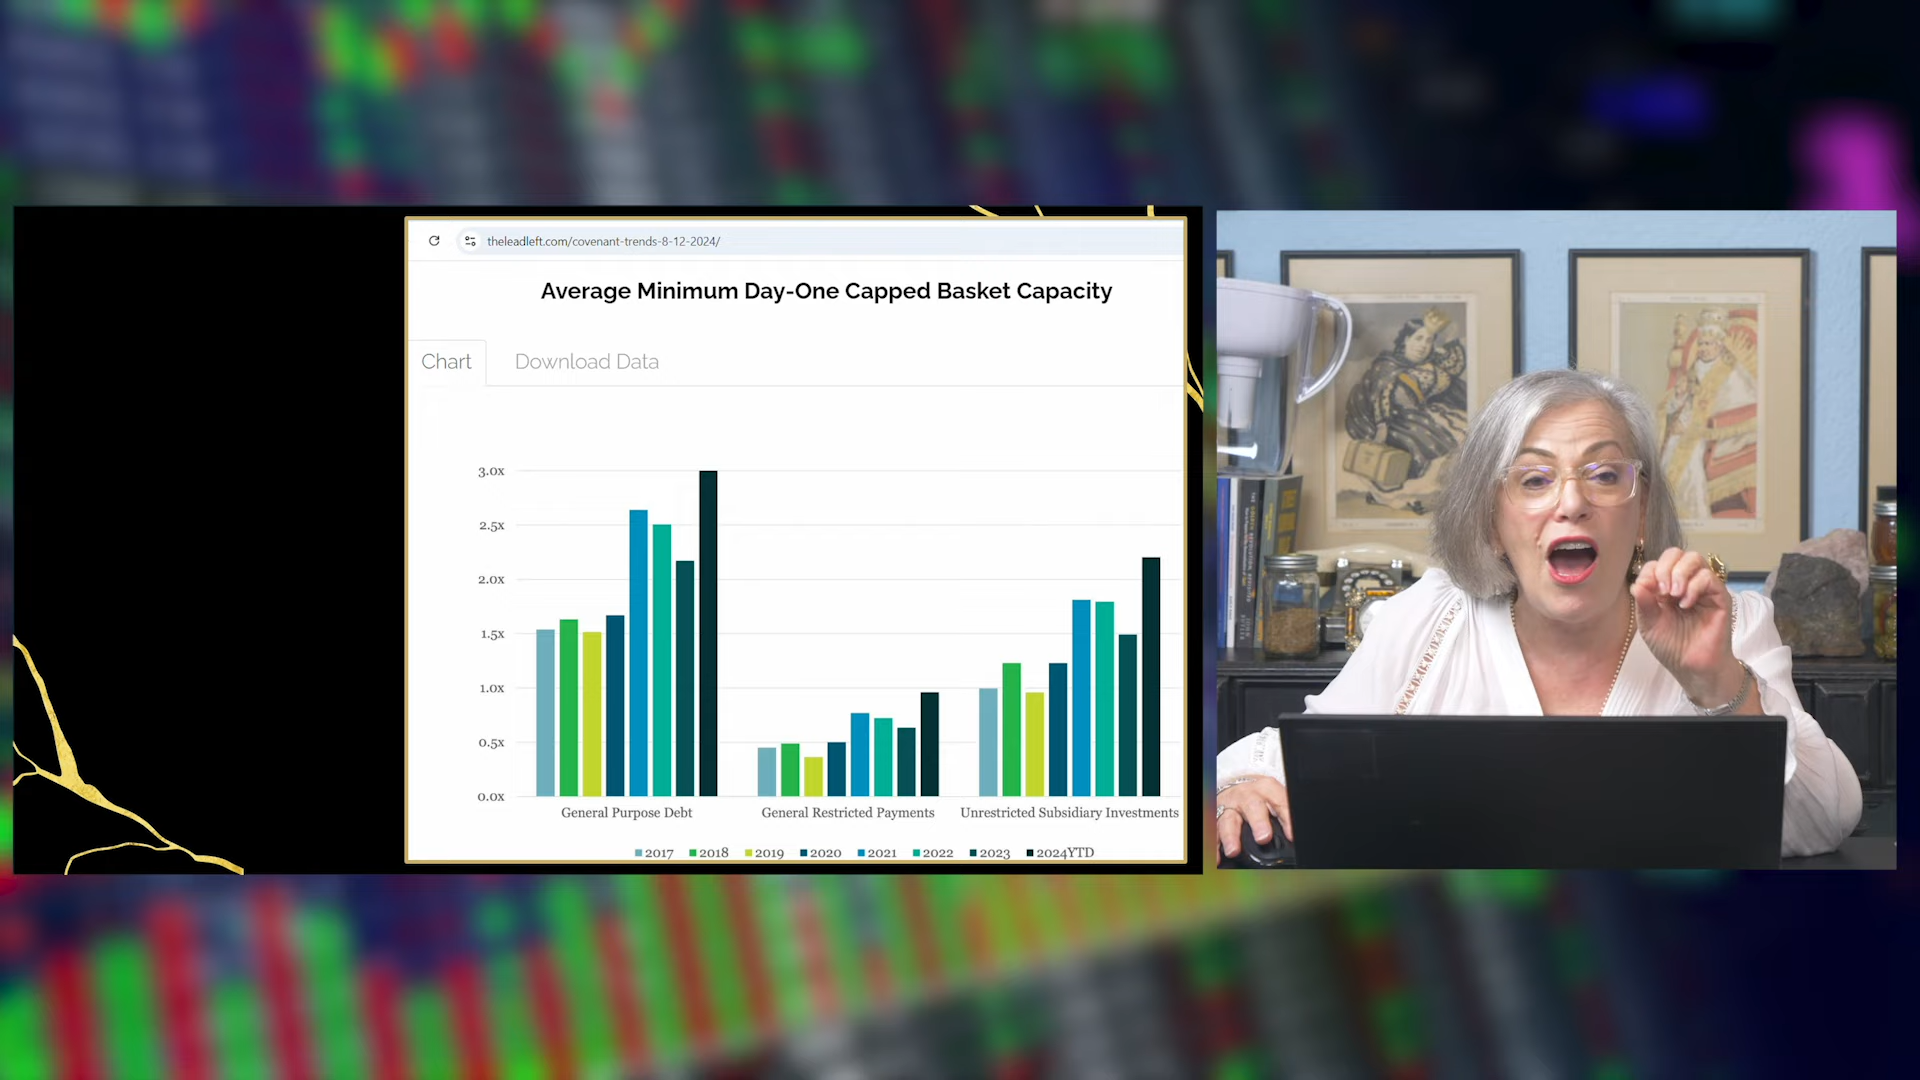 theleadleft.com/covenant-trends-8-12-2024/
Average Minimum Day-One Capped Basket Capacity
Chart
Download Data
3.0x
2.5x
2.0x
1.5x
1.0x
0.5x
0.0x
General Purpose Debt
General Restricted Payments
Unrestricted Subsidiary Investments
2017
2018
2019
2020
2021
2022
2023
2024YTD